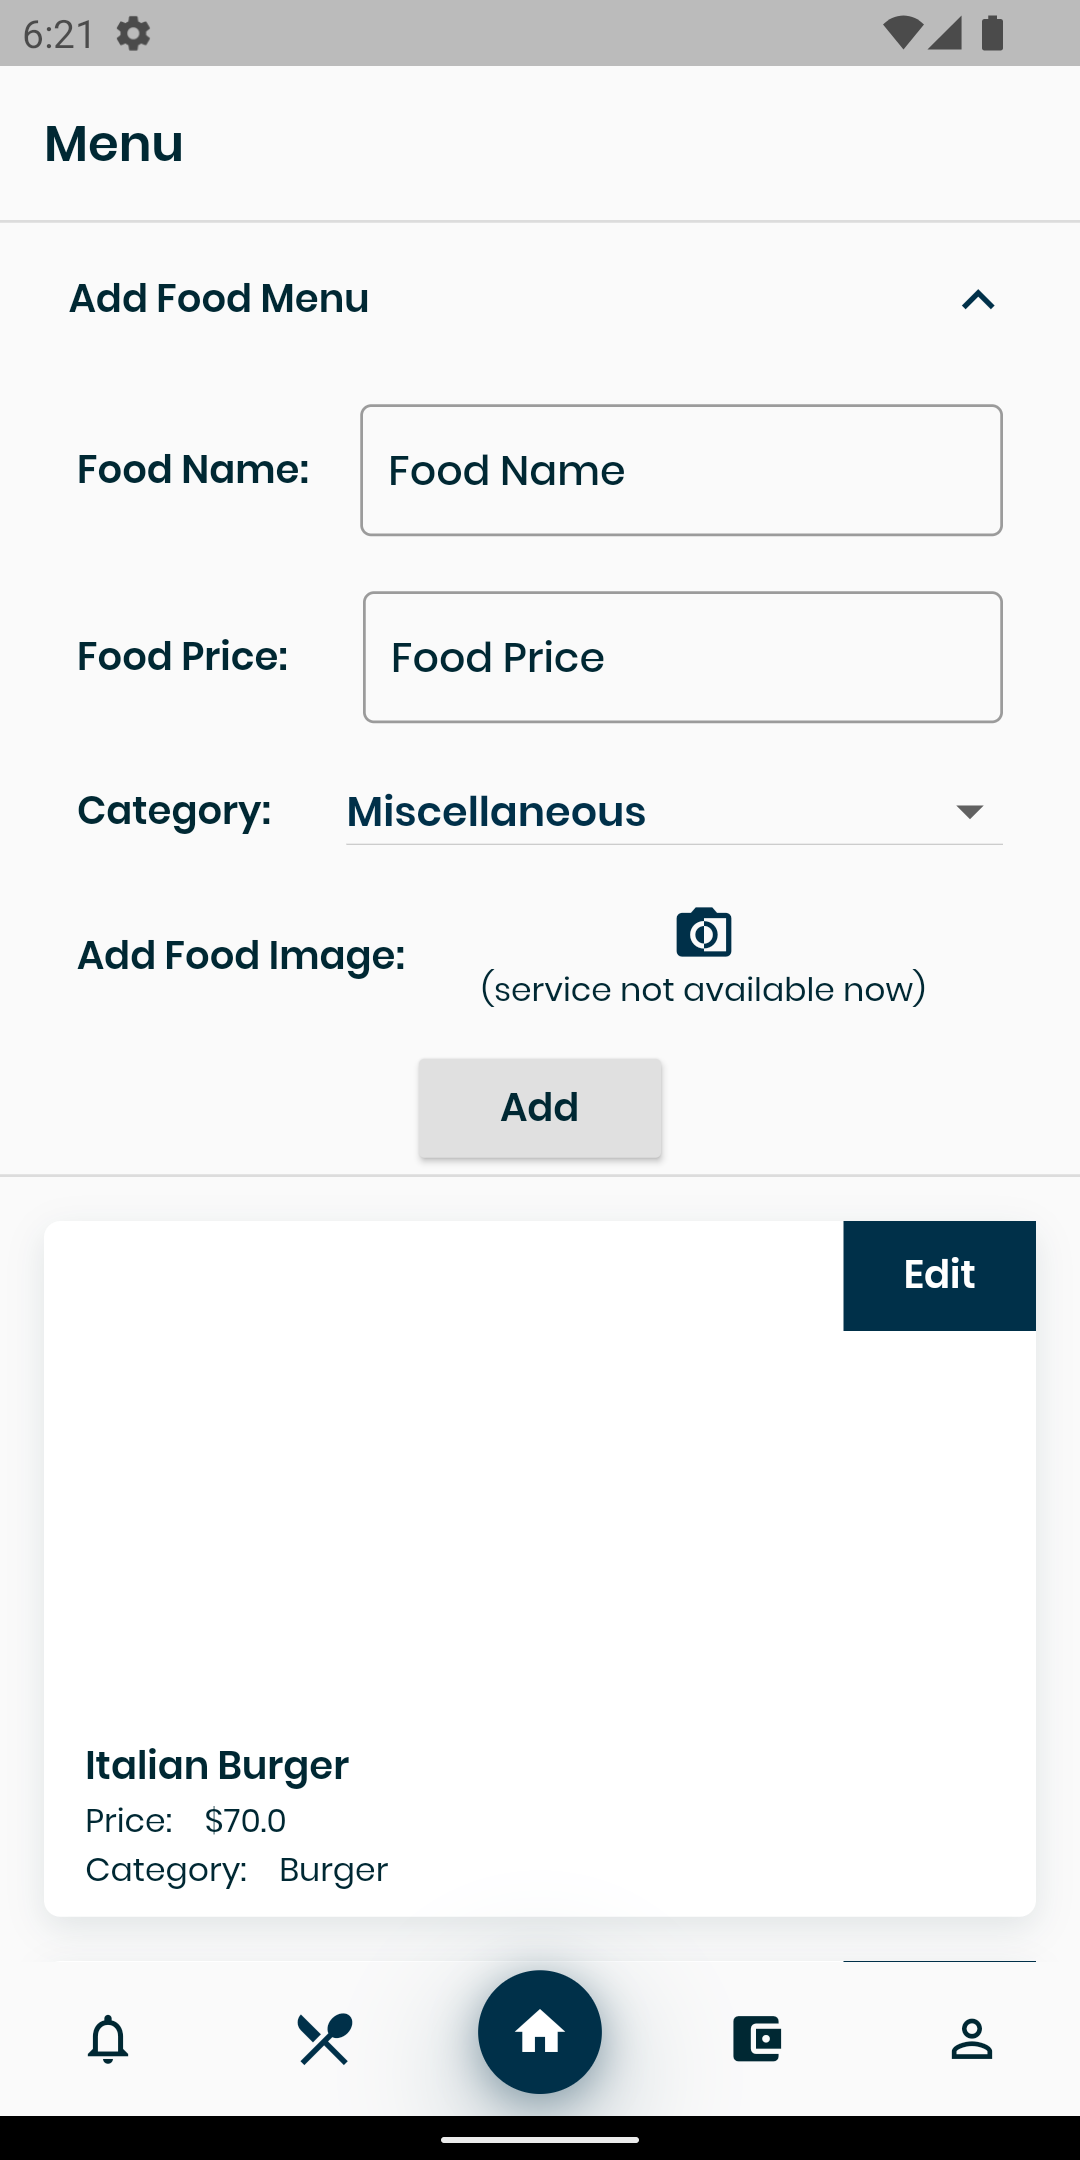 6:21
Menu
Add Food Menu
Food Name: Food Name
Food Price: Food Price
Category: Miscellaneous
Add Food Image:
(service not available now)
Add
Edit
Italian Burger
Price: $70.0
Category: Burger